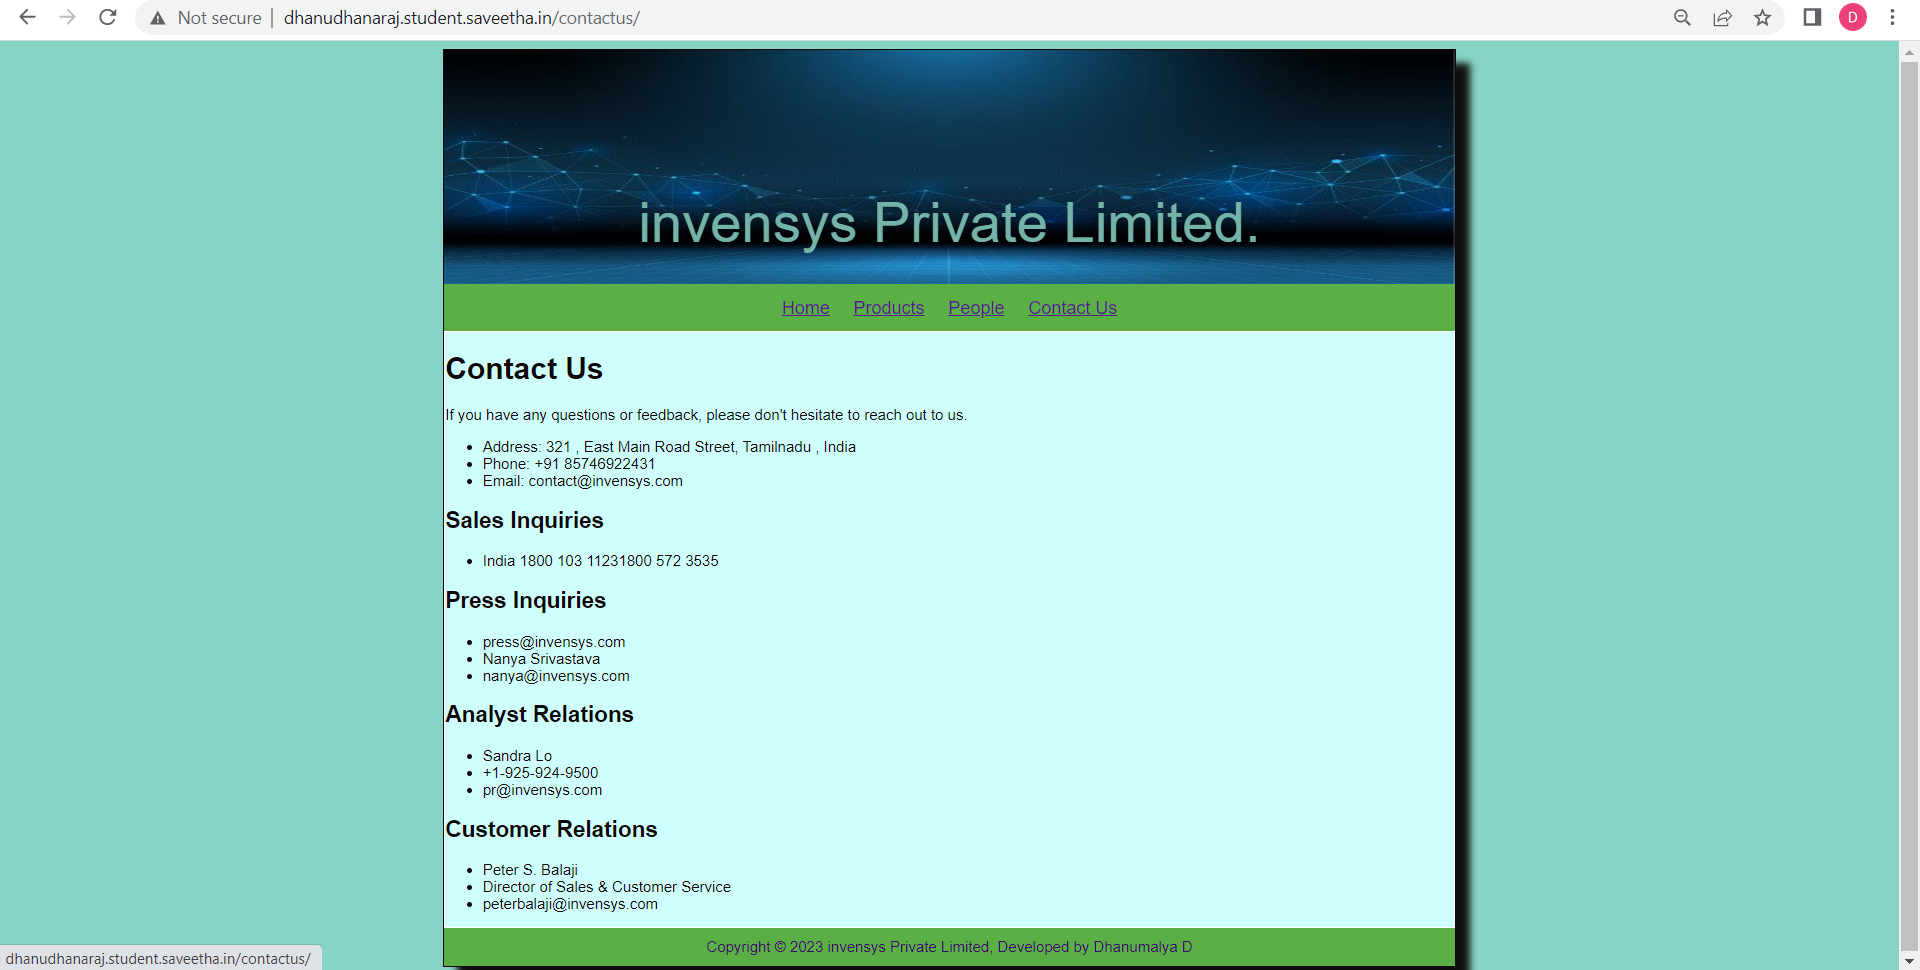 Not secure | dhanudhanaraj.student.saveetha.in/contactus/
D
invensys Private Limited.
Home Products People Contact Us
Contact Us
If you have any questions or feedback, please don't hesitate to reach out to us.
• Address: 321 , East Main Road Street, Tamilnadu , India
• Phone: +91 85746922431
• Email: contact@invensys.com
Sales Inquiries
• India 1800 103 11231800 572 3535
Press Inquiries
• press@invensys.com
• Nanya Srivastava
• nanya@invensys.com
Analyst Relations
• Sandra Lo
• +1-925-924-9500
• pr@invensys.com
Customer Relations
• Peter S. Balaji
• Director of Sales & Customer Service
• peterbalaji@invensys.com
Copyright © 2023 invensys Private Limited, Developed by Dhanumalya D
dhanudhanaraj.student.saveetha.in/contactus/